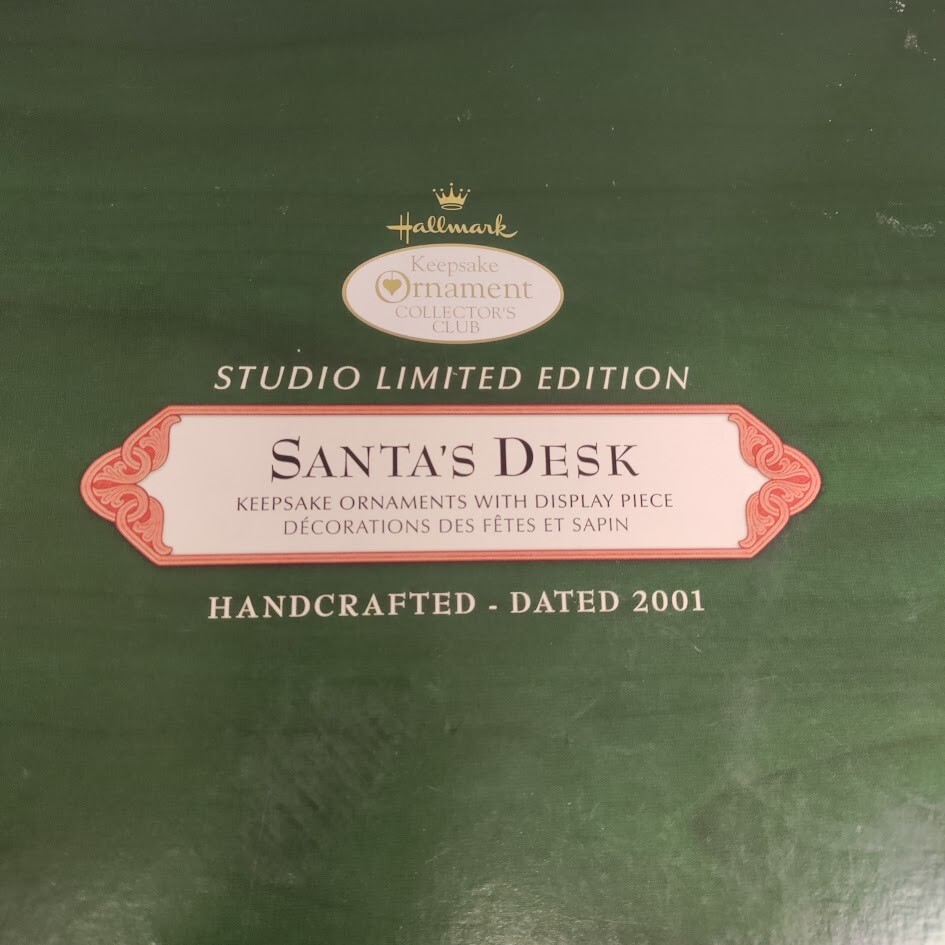 Hallmark
Keepsake
Ornament
COLLECTOR'S
CLUB
STUDIO LIMITED EDITION
SANTA'S DESK
KEEPSAKE ORNAMENTS WITH DISPLAY PIECE
DÉCORATIONS DES FÊTES ET SAPIN
HANDCRAFTED - DATED 2001